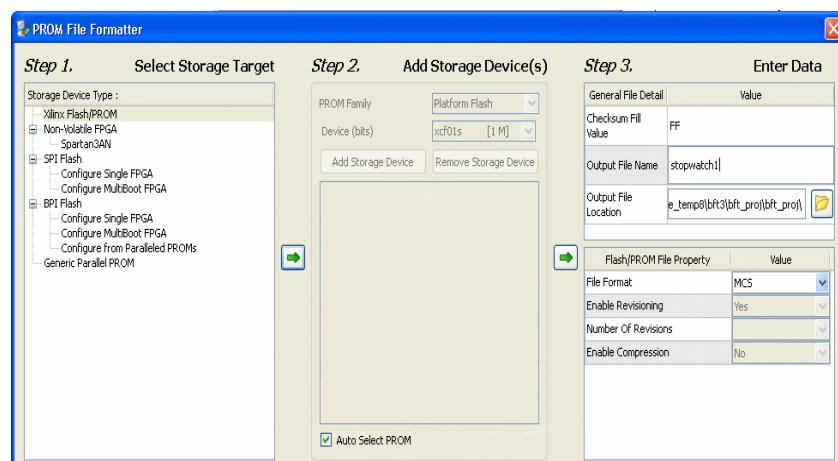 PROM File Formatter
Step 1. Select Storage Target
Storage Device Type :
Xilinx Flash/PROM
Non-Volatile FPGA
Spartan3AN
SPI Flash
Configure Single FPGA
Configure MultiBoot FPGA
BPI Flash
Configure Single FPGA
Configure MultiBoot FPGA
Configure from Paralleled PROMs
Generic Parallel PROM
Step 2. Add Storage Device(s)
PROM Family Platform Flash
Device (bits) xcf01s [1 M]
Add Storage Device Remove Storage Device
Auto Select PROM
Step 3. Enter Data
General File Detail Value
Checksum Fill
Value FF
Output File Name stopwatch1
Output File
Location e_temp8\bft3\bft_proj\bft_proj\
Flash/PROM File Property Value
File Format MCS
Enable Revisioning Yes
Number Of Revisions
Enable Compression No